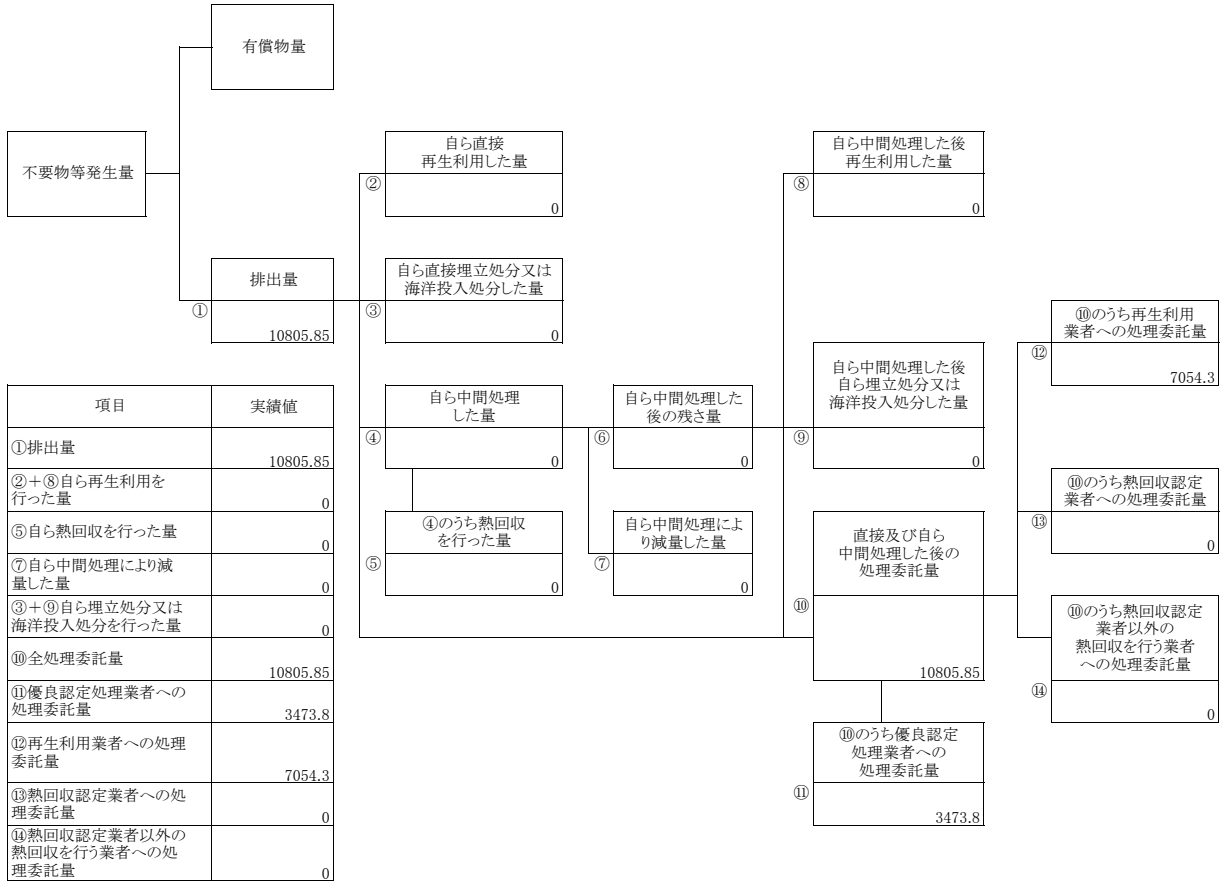 有償物量
不要物等発生量
自ら直接
再生利用した量
②
0
自ら中間処理した後
再生利用した量
⑧
0
排出量
①
10805.85
自ら直接埋立処分又は
海洋投入処分した量
③
0
⑩のうち再生利用
業者への処理委託量
⑫
7054.3
自ら中間処理
した量
④
0
自ら中間処理した
後の残さ量
⑥
0
自ら中間処理した後
自ら埋立処分又は
海洋投入処分した量
⑨
0
⑩のうち熱回収認定
業者への処理委託量
⑬
0
④のうち熱回収
を行った量
⑤
0
自ら中間処理によ
り減量した量
⑦
0
直接及び自ら
中間処理した後の
処理委託量
⑩
10805.85
⑩のうち熱回収認定
業者以外の
熱回収を行う業者
への処理委託量
⑭
0
⑩のうち優良認定
処理業者への
処理委託量
⑪
3473.8
項目
実績値
①排出量
10805.85
②＋⑧自ら再生利用を
行った量
0
⑤自ら熱回収を行った量
0
⑦自ら中間処理により減
量した量
0
③＋⑨自ら埋立処分又は
海洋投入処分を行った量
0
⑩全処理委託量
10805.85
⑪優良認定処理業者への
処理委託量
3473.8
⑫再生利用業者への処理
委託量
7054.3
⑬熱回収認定業者への処
理委託量
0
⑭熱回収認定業者以外の
熱回収を行う業者への処
理委託量
0